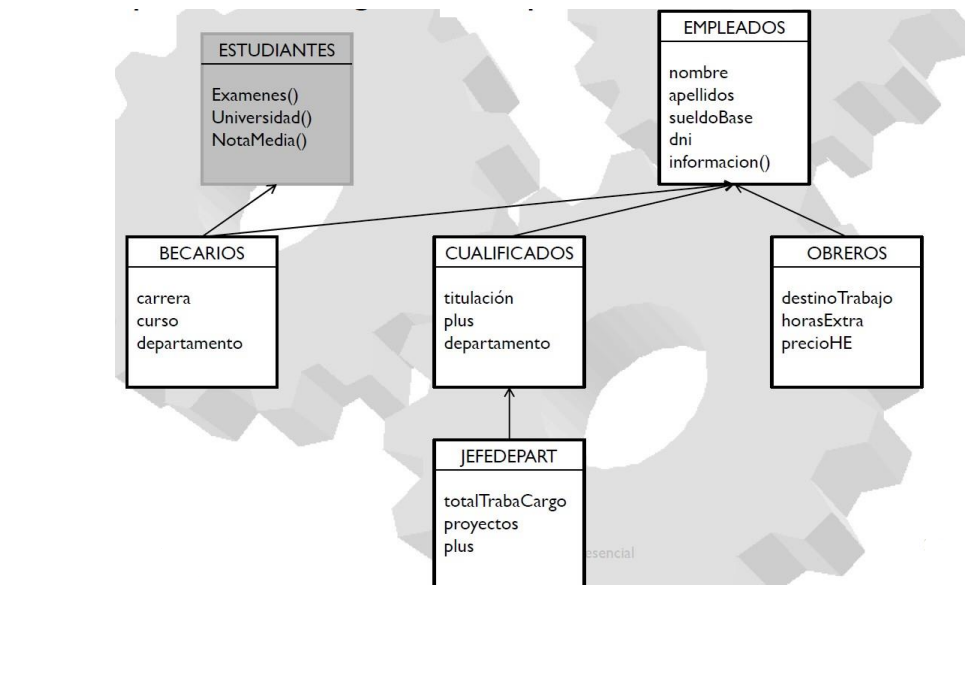 ESTUDIANTES
Examenes()
Universidad()
NotaMedia()
EMPLEADOS
nombre
apellidos
sueldoBase
dni
informacion()
BECARIOS
carrera
curso
departamento
CUALIFICADOS
titulación
plus
departamento
OBREROS
destinoTrabajo
horasExtra
precioHE
JEFEDEPART
totalTrabaCargo
proyectos
plus
esencial